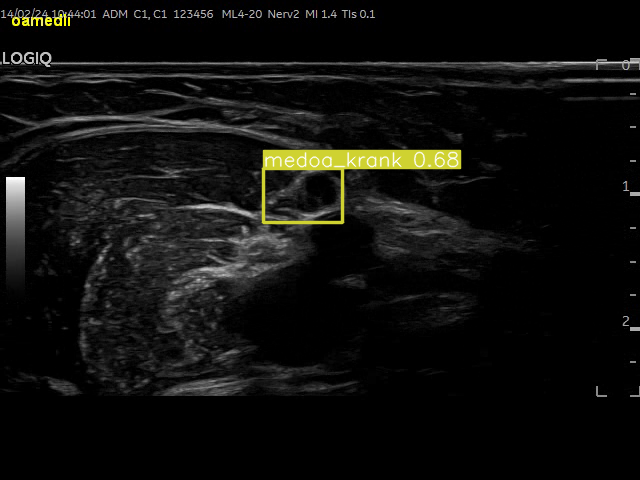 14/02/24 10:44:01 ADM C1, C1 123456 ML4-20 Nerv2 MI 1.4 TIs 0.1
oamedli
LOGIQ
0
medoa_krank 0.68
1
2